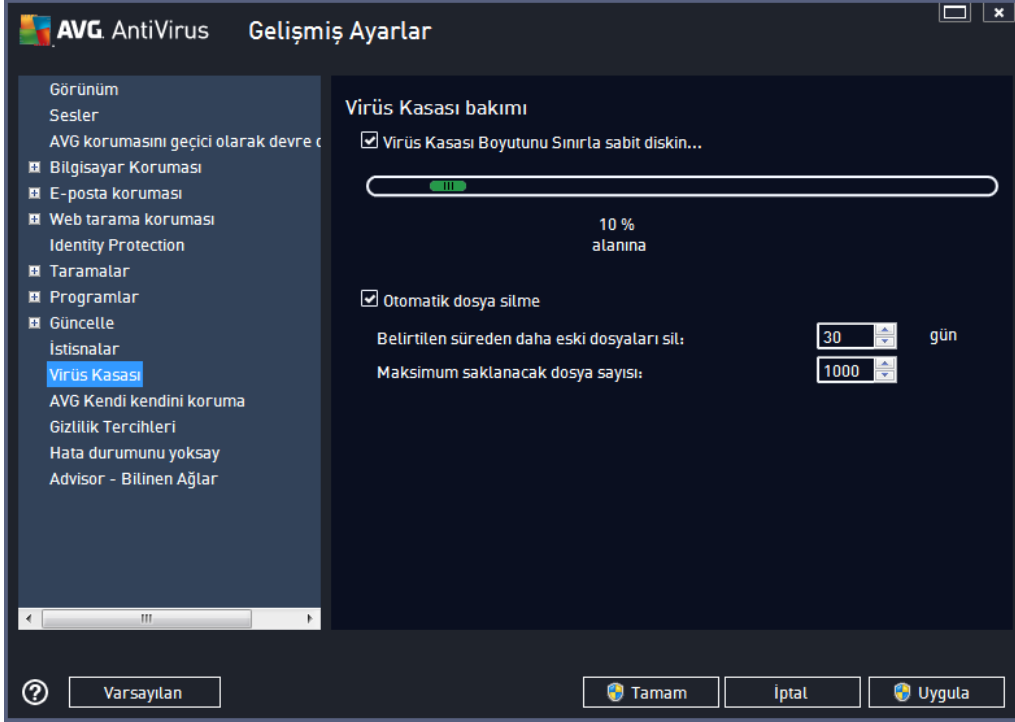 AVG AntiVirus Gelişmiş Ayarlar
Görünüm
Sesler
AVG korumasını geçici olarak devre
Bilgisayar Koruması
E-posta koruması
Web tarama koruması
Identity Protection
Taramalar
Programlar
Güncelle
İstisnalar
Virüs Kasası
AVG Kendi kendini koruma
Gizlilik Tercihleri
Hata durumunu yoksay
Advisor - Bilinen Ağlar
Virüs Kasası bakımı
Virüs Kasası Boyutunu Sınırla sabit diskin...
10 %
alanına
Otomatik dosya silme
Belirtilen süreden daha eski dosyaları sil: 30 gün
Maksimum saklanacak dosya sayısı: 1000
Varsayılan Tamam İptal Uygula